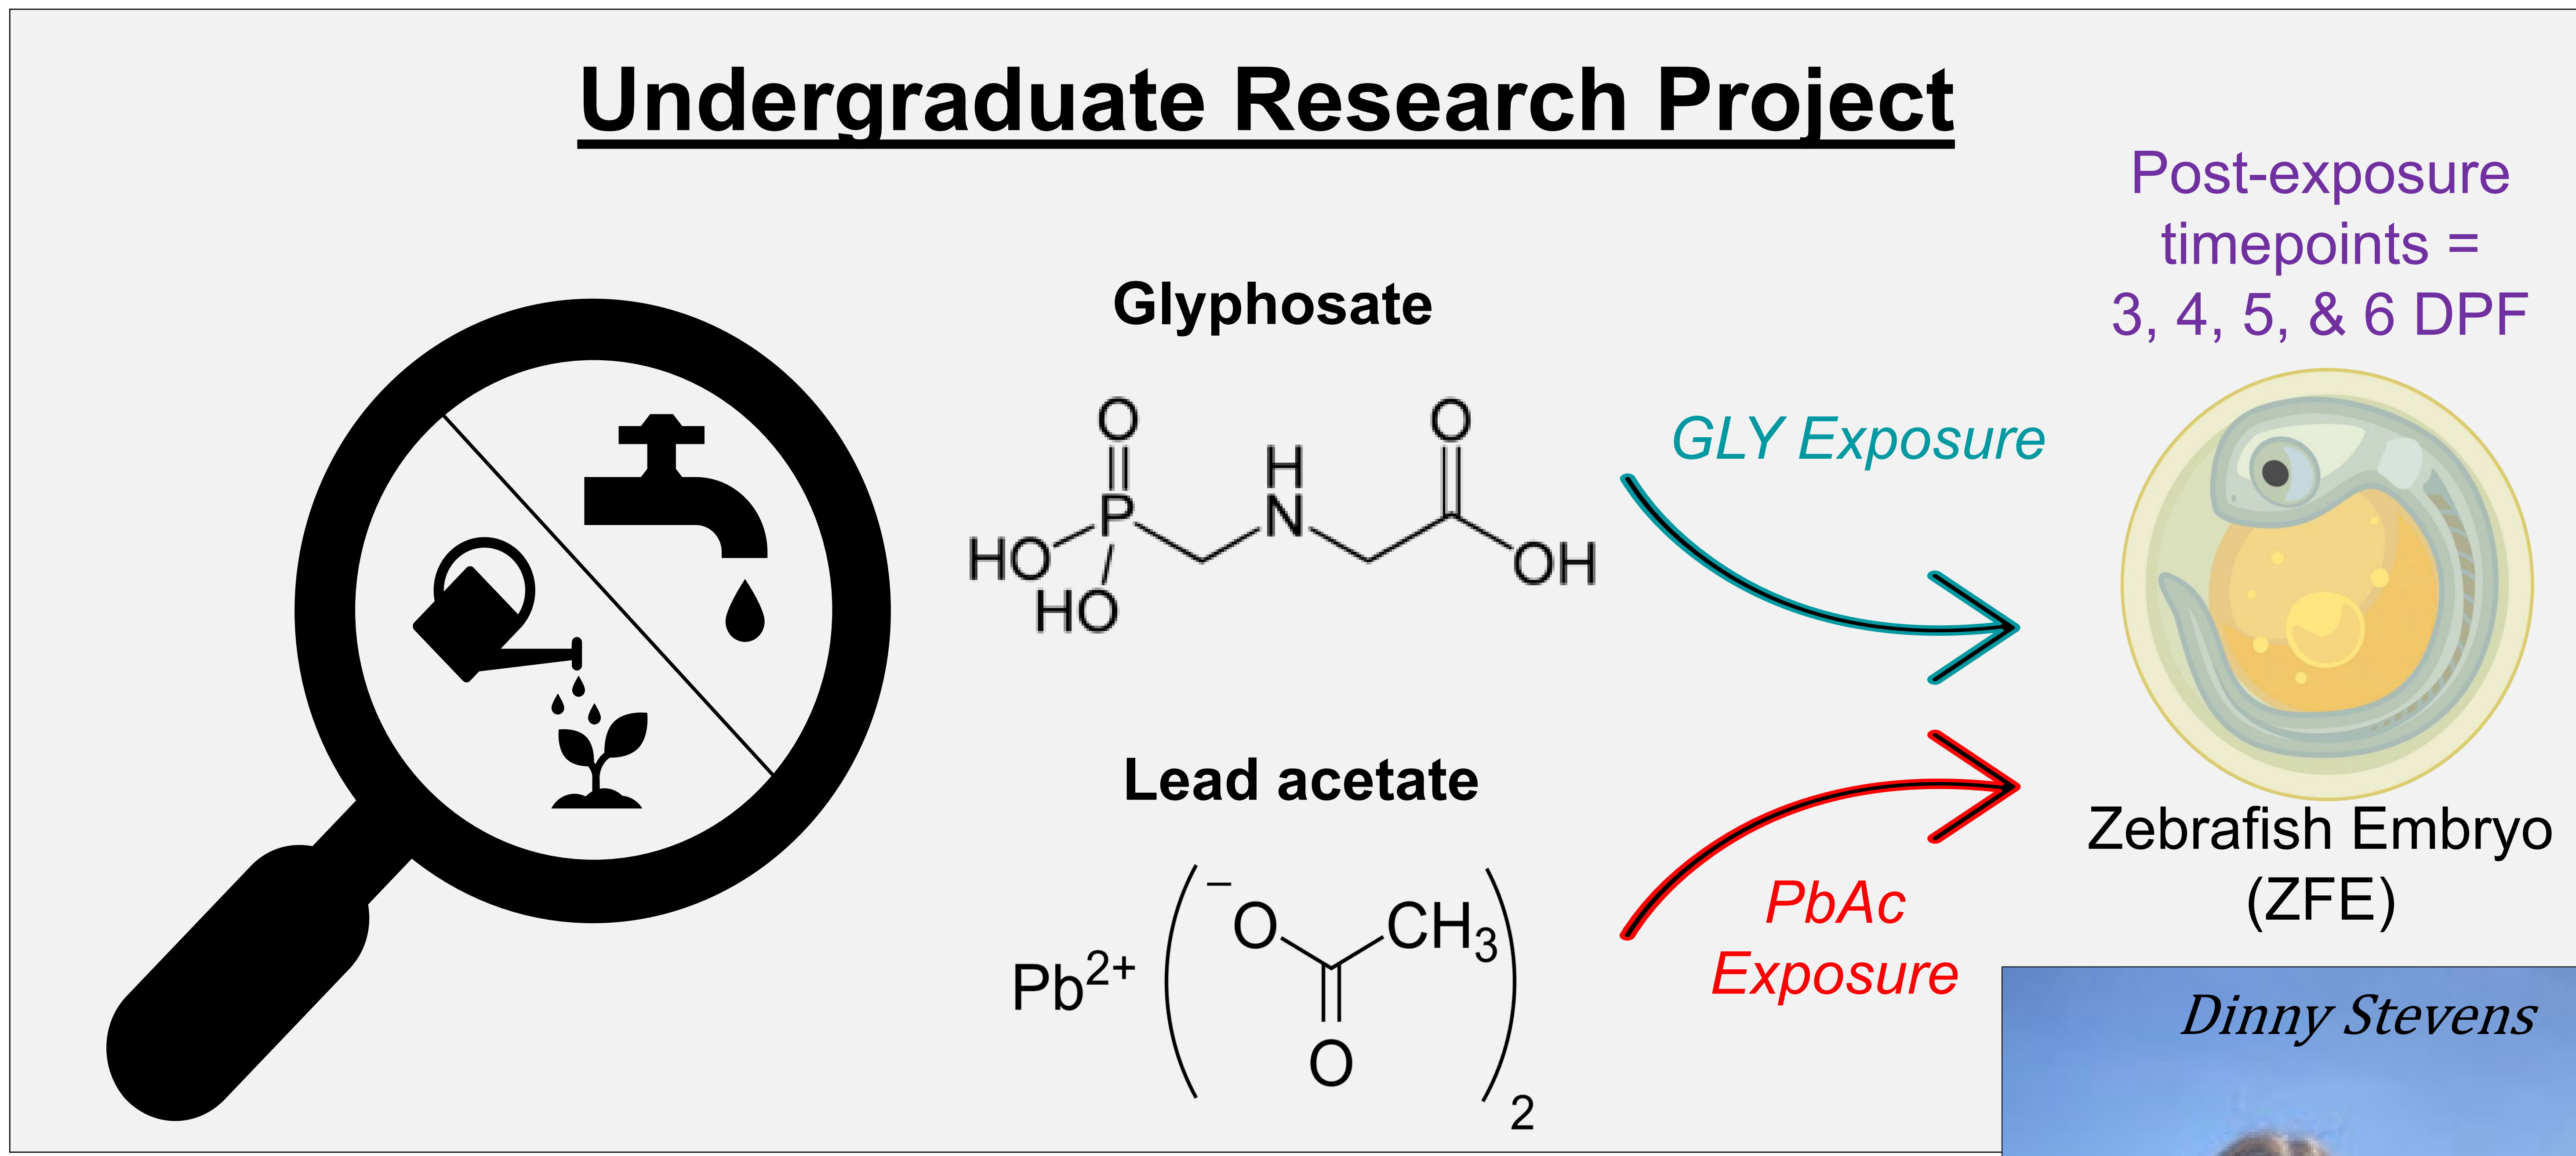 Undergraduate Research Project
Post-exposure
timepoints =
3, 4, 5, & 6 DPF
Glyphosate
O
H
P
N
HO
HO
O
OH
GLY Exposure
Lead acetate
Pb2+
–
O
CH3
O
2
PbAc
Exposure
Zebrafish Embryo
(ZFE)
Dinny Stevens